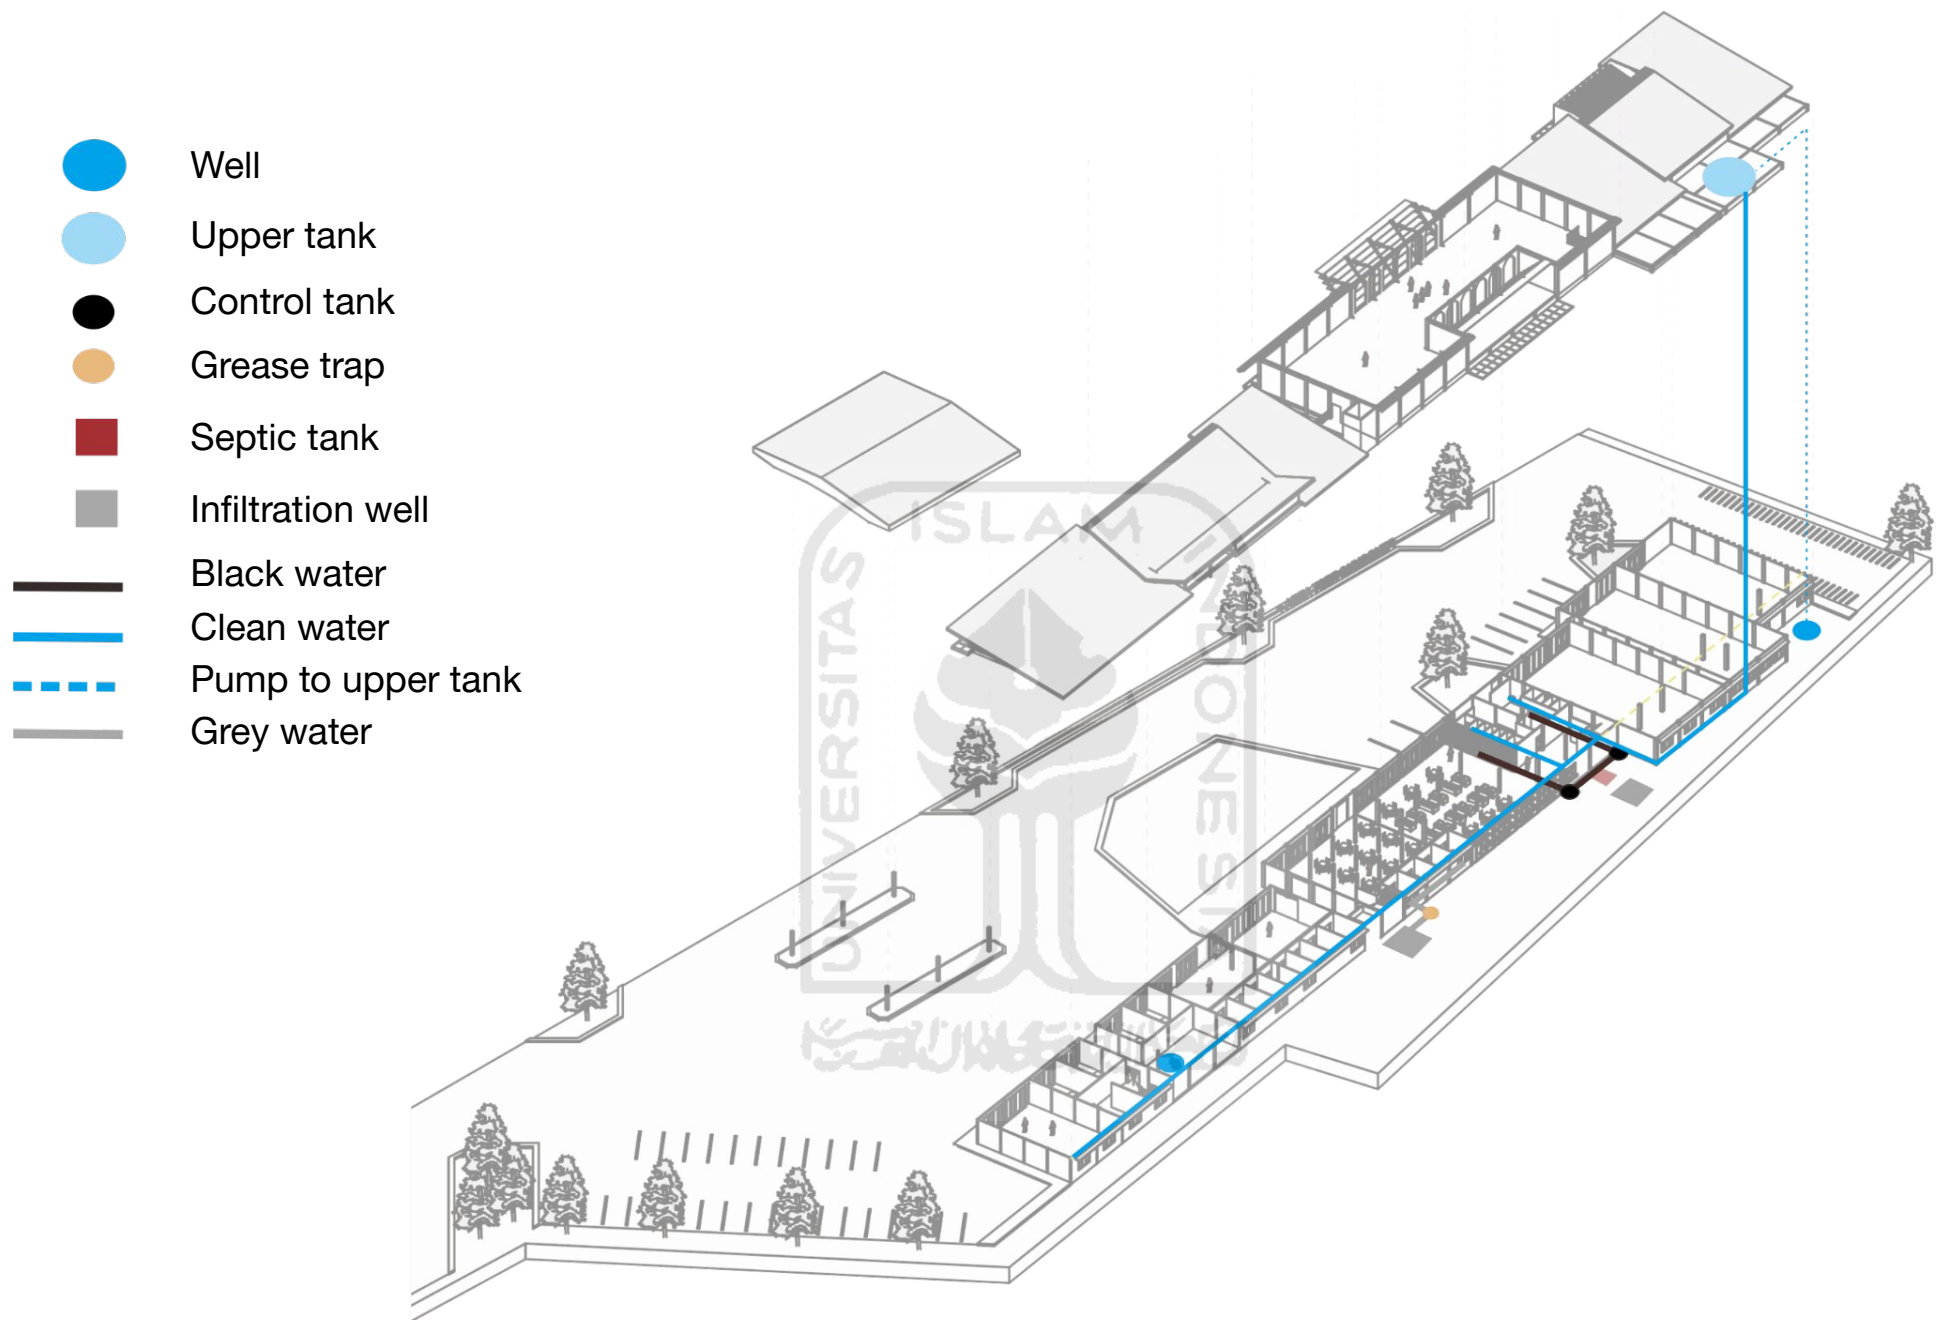 Well
Upper tank
Control tank
Grease trap
Septic tank
Infiltration well
Black water
Clean water
Pump to upper tank
Grey water
ISLAM
UNIVERSITAS
INDONESIA